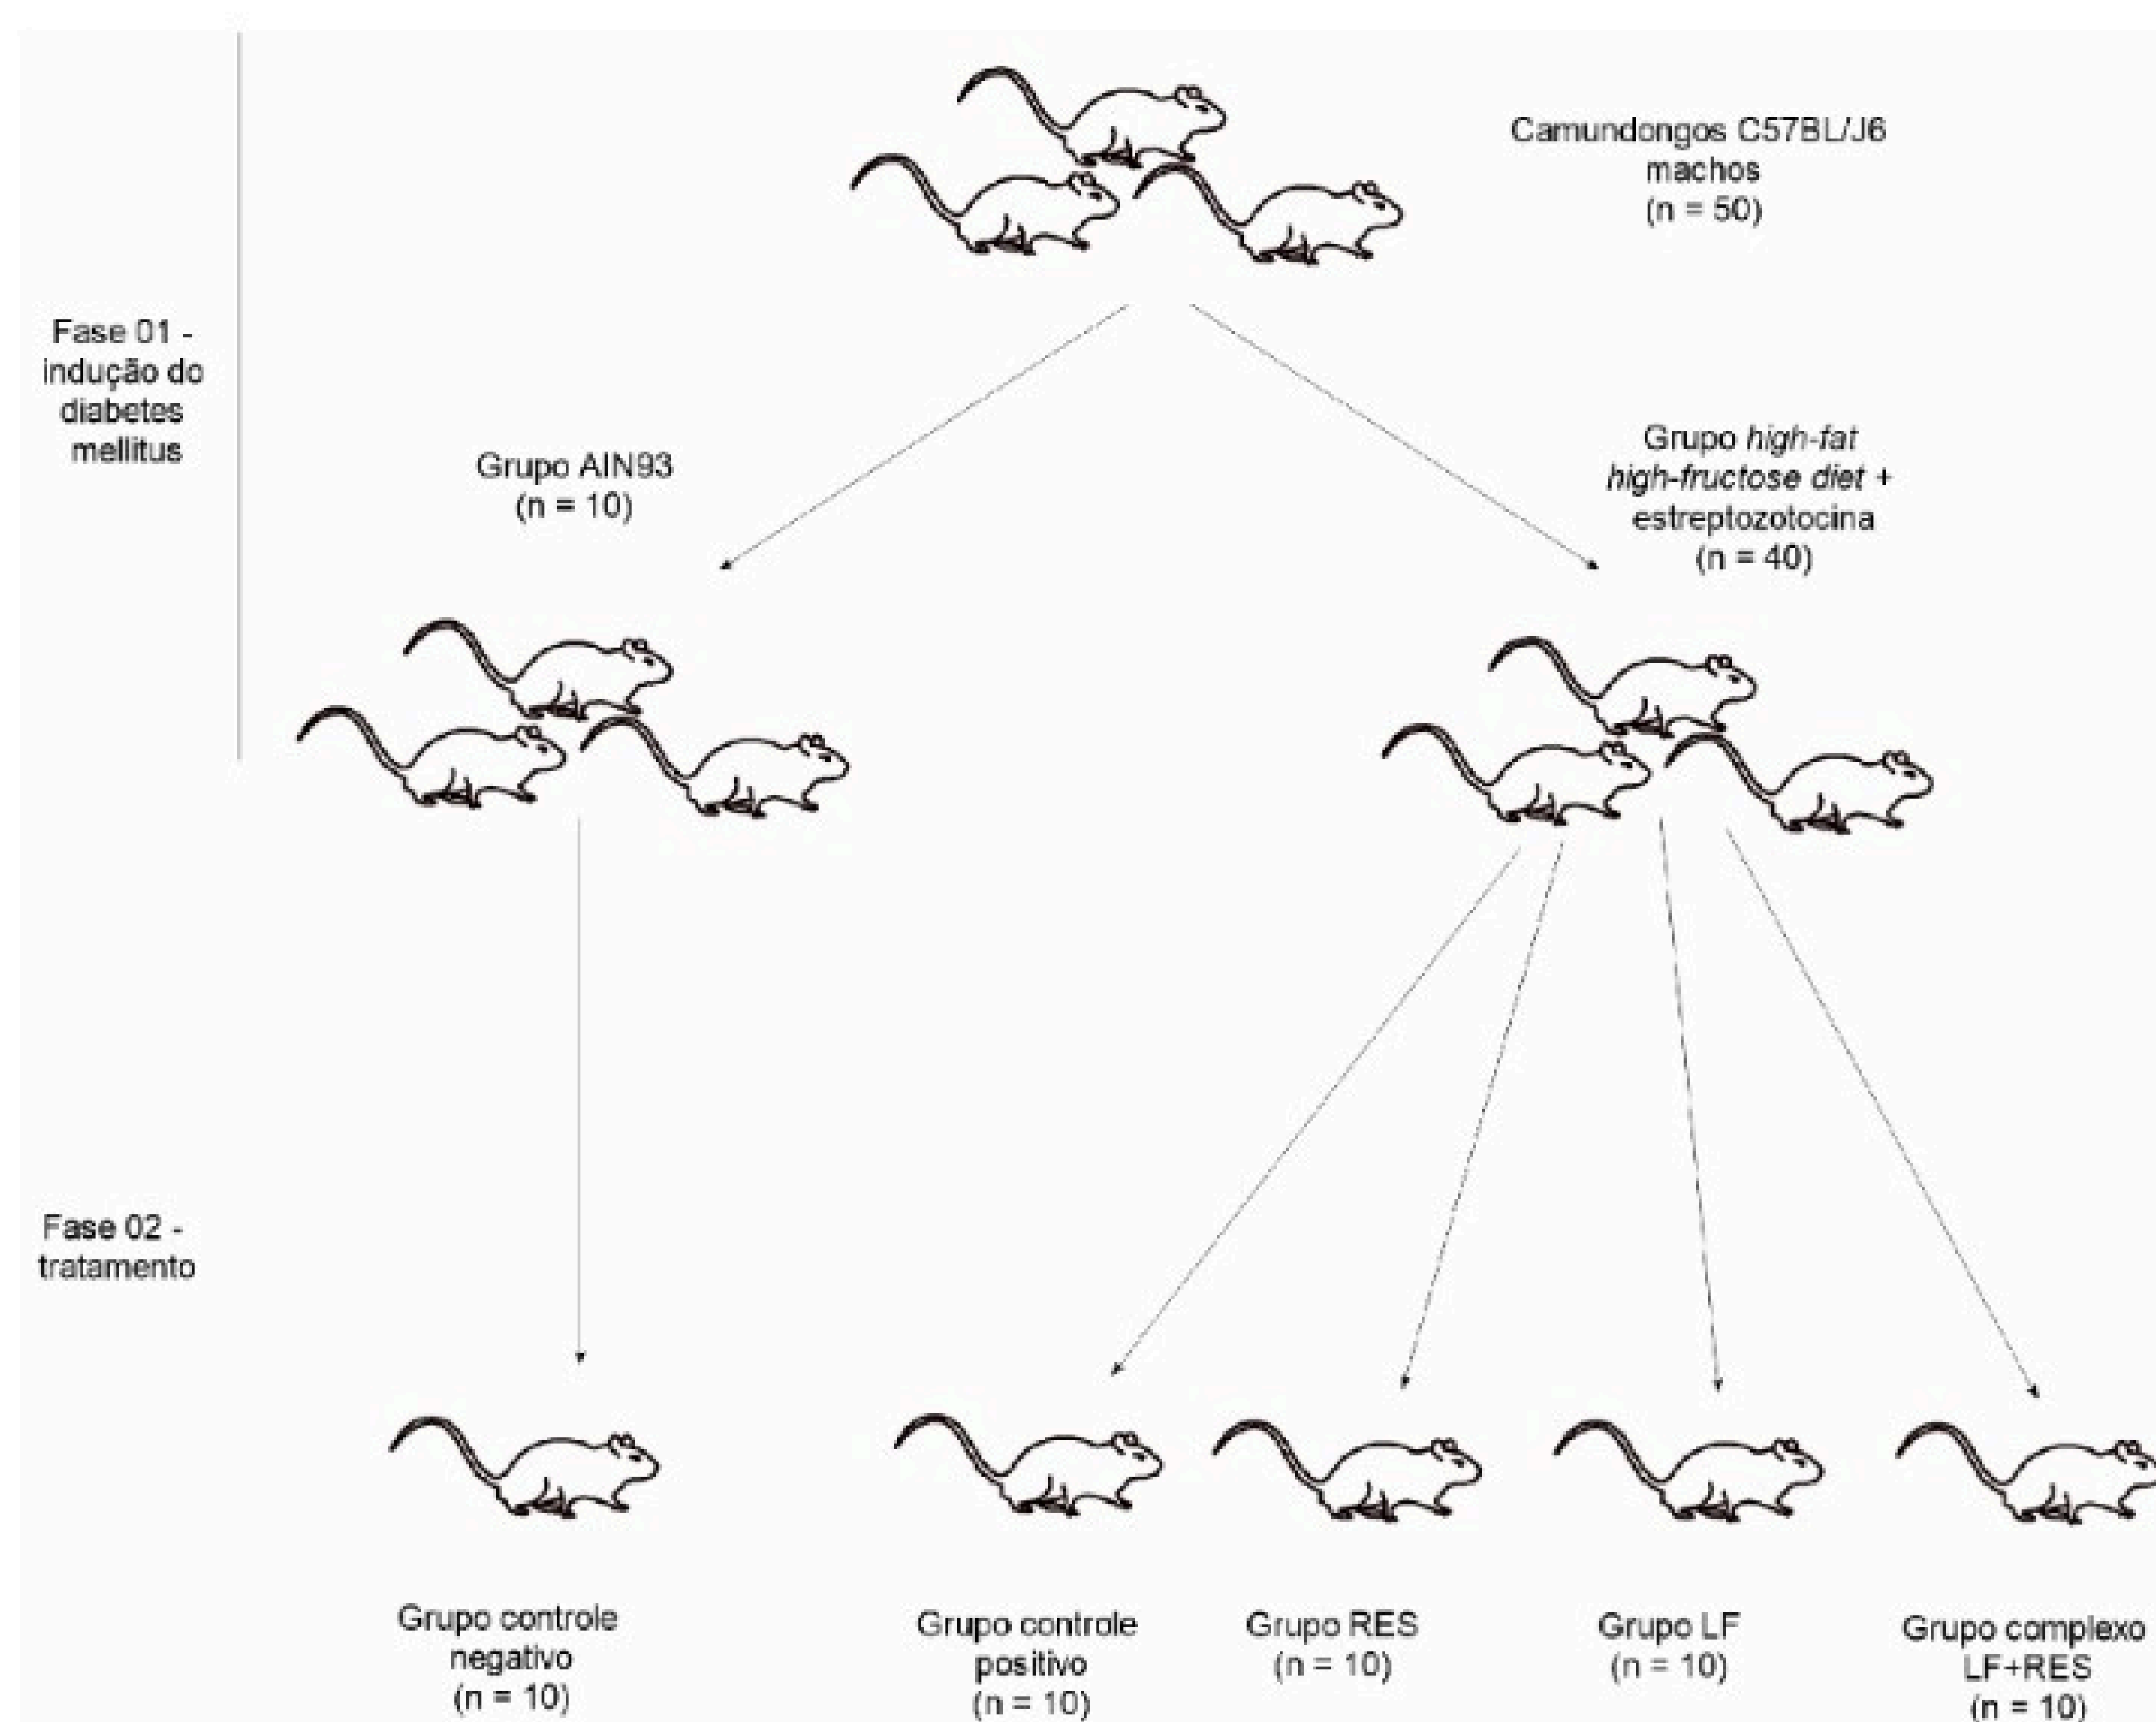 Camundongos C57BL/J6
machos
(n = 50)
Fase 01 -
indução do
diabetes
mellitus
Grupo AIN93
(n = 10)
Grupo high-fat
high-fructose diet +
estreptozotocina
(n = 40)
Fase 02 -
tratamento
Grupo controle
negativo
(n = 10)
Grupo controle
positivo
(n = 10)
Grupo RES
(n = 10)
Grupo LF
(n = 10)
Grupo complexo
LF+RES
(n = 10)